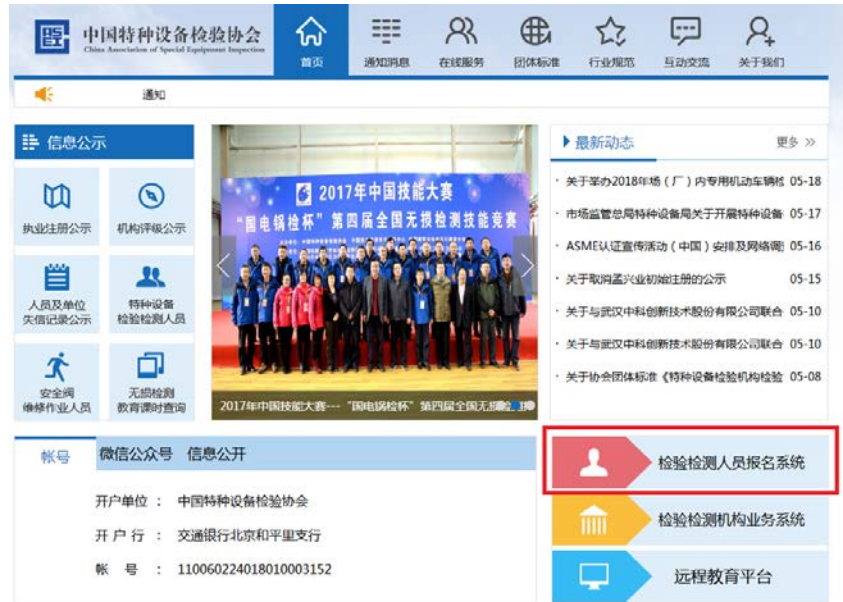 中国特种设备检验协会
China Association of Special Equipment Inspection
首页
通知消息
在线服务
团体标准
行业规范
互动交流
关于我们
通知
信息公示
执业注册公示
机构评级公示
人员及单位
失信记录公示
特种设备
检验检测人员
安全阀
维修作业人员
无损检测
教育课时查询
2017年中国技能大赛
“国电锅检杯”第四届全国无损检测技能竞赛
2017年中国技能大赛---“国电锅检杯”第四届全国无损
最新动态
更多 >>
· 关于举办2018年场（厂）内专用机动车辆检 05-18
· 市场监管总局特种设备局关于开展特种设备 05-17
· ASME认证宣传活动（中国）安排及网络调 05-16
· 关于取消孟兴业初始注册的公示 05-15
· 关于与武汉中科创新技术股份有限公司联合 05-10
· 关于与武汉中科创新技术股份有限公司联合 05-10
· 关于协会团体标准《特种设备检验机构检验 05-08
帐号
微信公众号
信息公开
开户单位 ： 中国特种设备检验协会
开 户 行 ： 交通银行北京和平里支行
帐 号 ： 110060224018010003152
检验检测人员报名系统
检验检测机构业务系统
远程教育平台